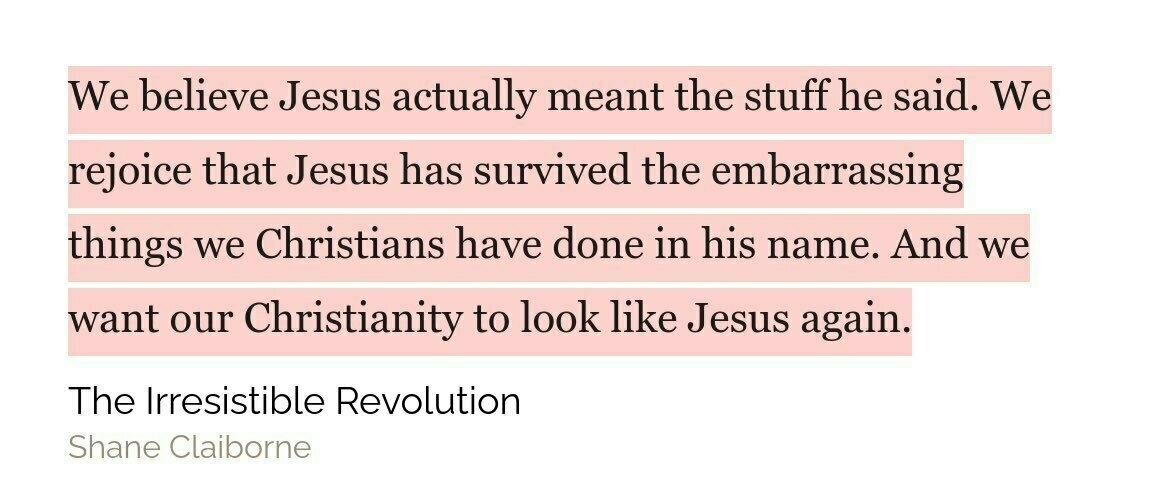 We believe Jesus actually meant the stuff he said. We
rejoice that Jesus has survived the embarrassing
things we Christians have done in his name. And we
want our Christianity to look like Jesus again.
The Irresistible Revolution
Shane Claiborne